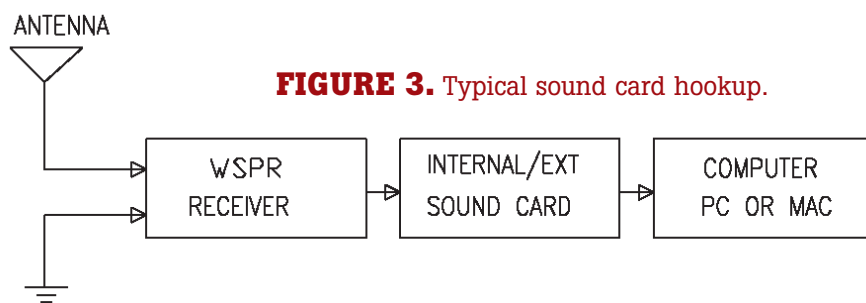 ANTENNA
FIGURE 3. Typical sound card hookup.
WSPR
RECEIVER
INTERNAL/EXT
SOUND CARD
COMPUTER
PC OR MAC